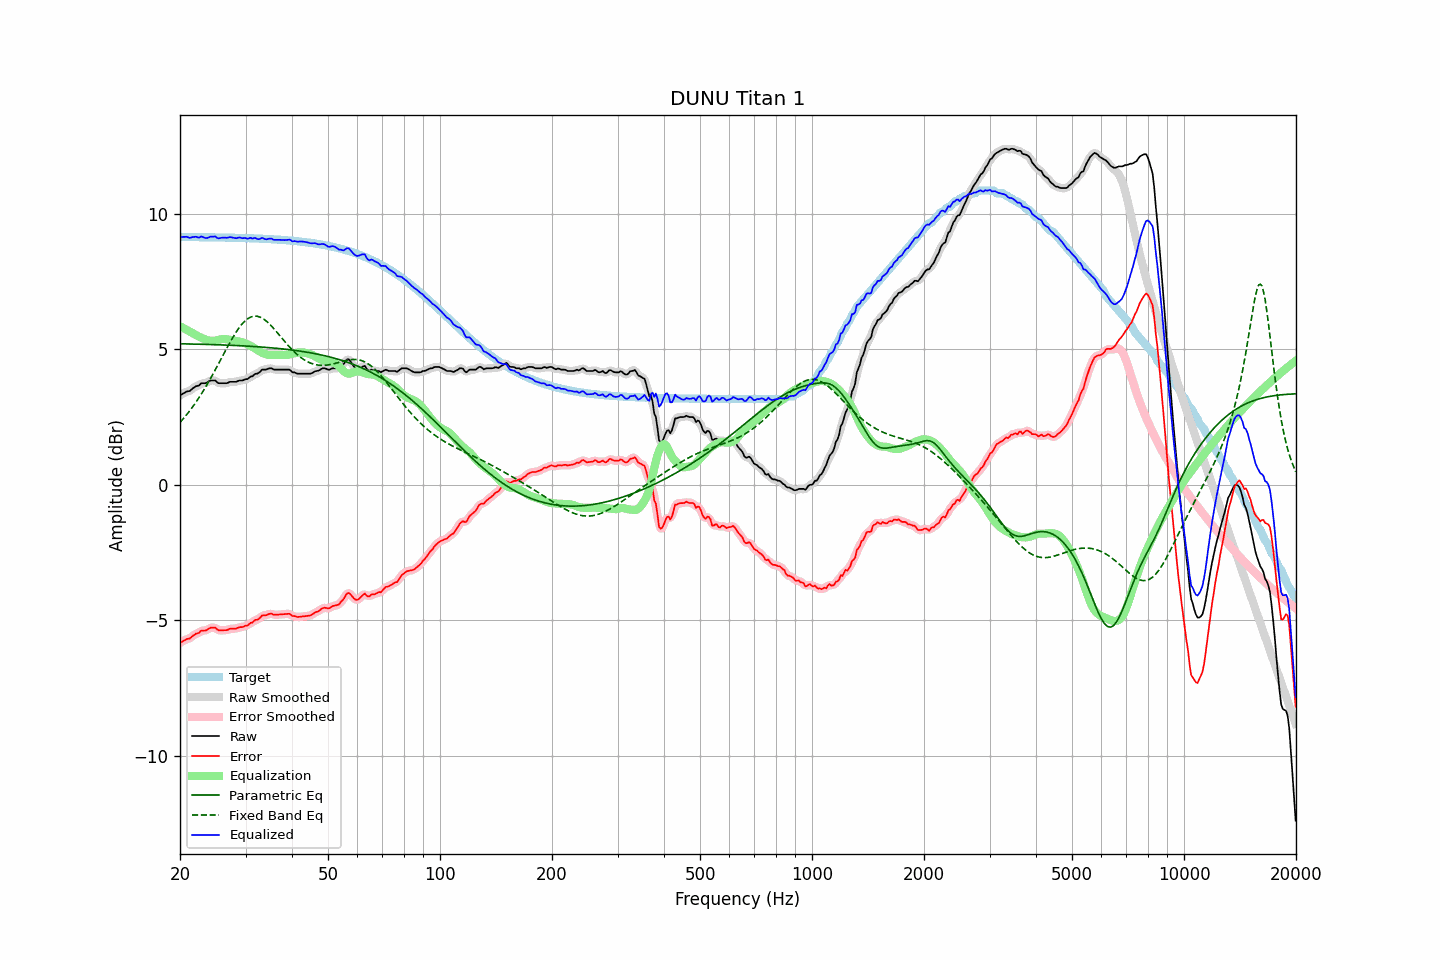 DUNU Titan 1
Amplitude (dBr)
10
5
0
−5
−10
Target
Raw Smoothed
Error Smoothed
Raw
Error
Equalization
Parametric Eq
Fixed Band Eq
Equalized
20 50 100 200 500 1000 2000 5000 10000 20000
Frequency (Hz)